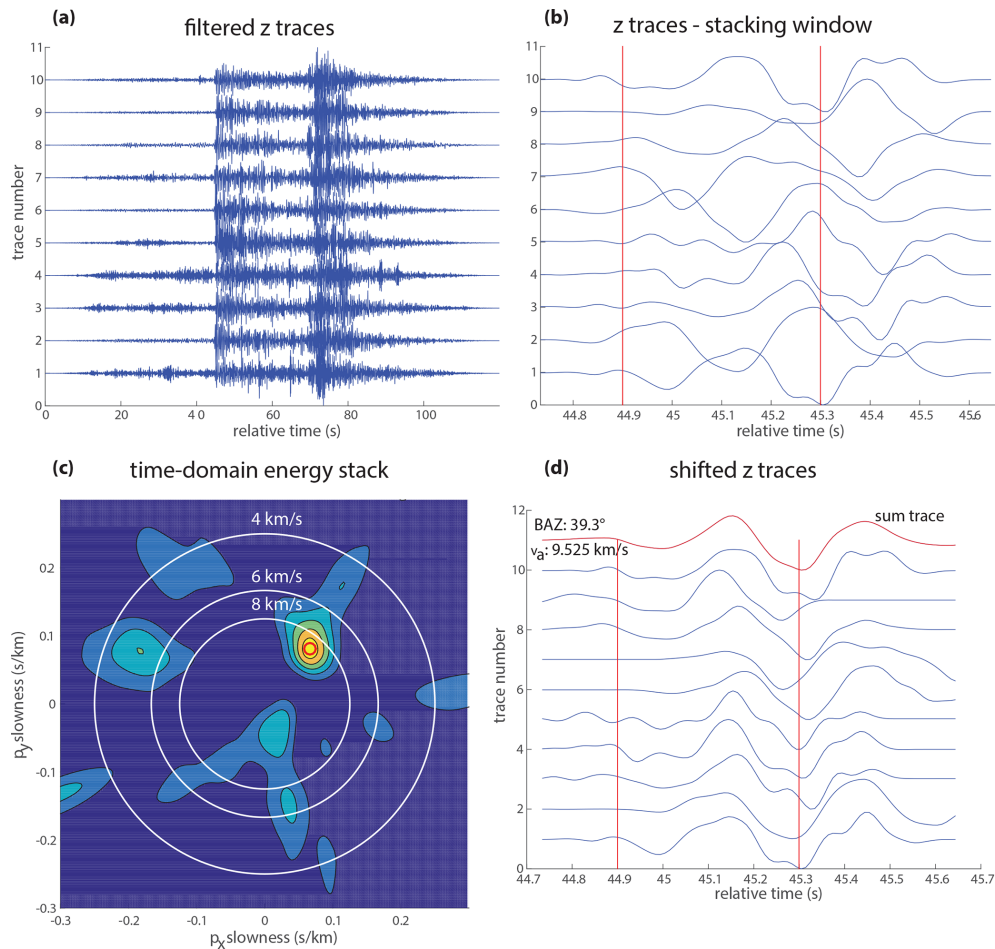 (a)
filtered z traces
11
10
9
8
7
6
5
4
3
2
1
0
trace number
0 20 40 60 80 100
relative time (s)
(b)
z traces - stacking window
11
10
9
8
7
6
5
4
3
2
1
0
44.8 44.9 45 45.1 45.2 45.3 45.4 45.5 45.6
relative time (s)
(c)
time-domain energy stack
4 km/s
6 km/s
8 km/s
0.2
0.1
0
-0.1
-0.2
-0.3
py slowness (s/km)
-0.3 -0.2 -0.1 0 0.1 0.2
px slowness (s/km)
(d)
shifted z traces
12
10
8
6
4
2
0
trace number
BAZ: 39.3°
va: 9.525 km/s
sum trace
44.7 44.8 44.9 45 45.1 45.2 45.3 45.4 45.5 45.6 45.7
relative time (s)